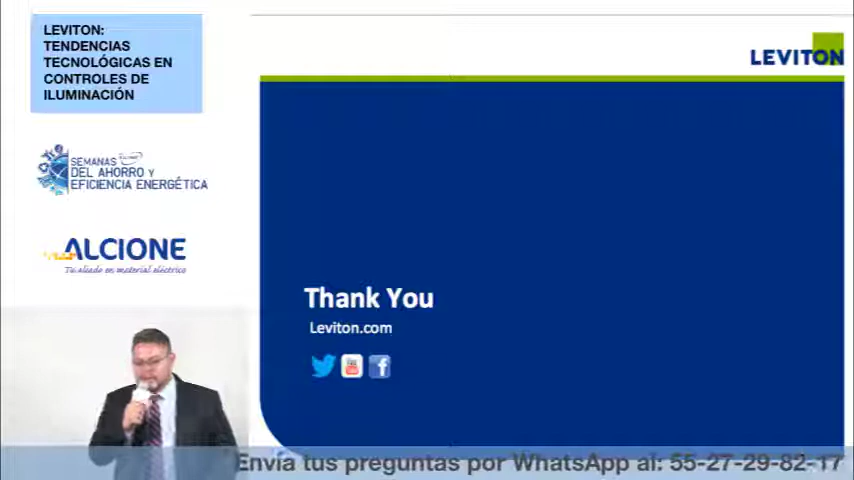 LEVITON:
TENDENCIAS
TECNOLÓGICAS EN
CONTROLES DE
ILUMINACIÓN
SEMANAS
DEL AHORRO Y
EFICIENCIA ENERGÉTICA
ALCIONE
Tu aliado en material eléctrico
LEVITON
Thank You
Leviton.com
Envía tus preguntas por WhatsApp al: 55-27-29-82-17